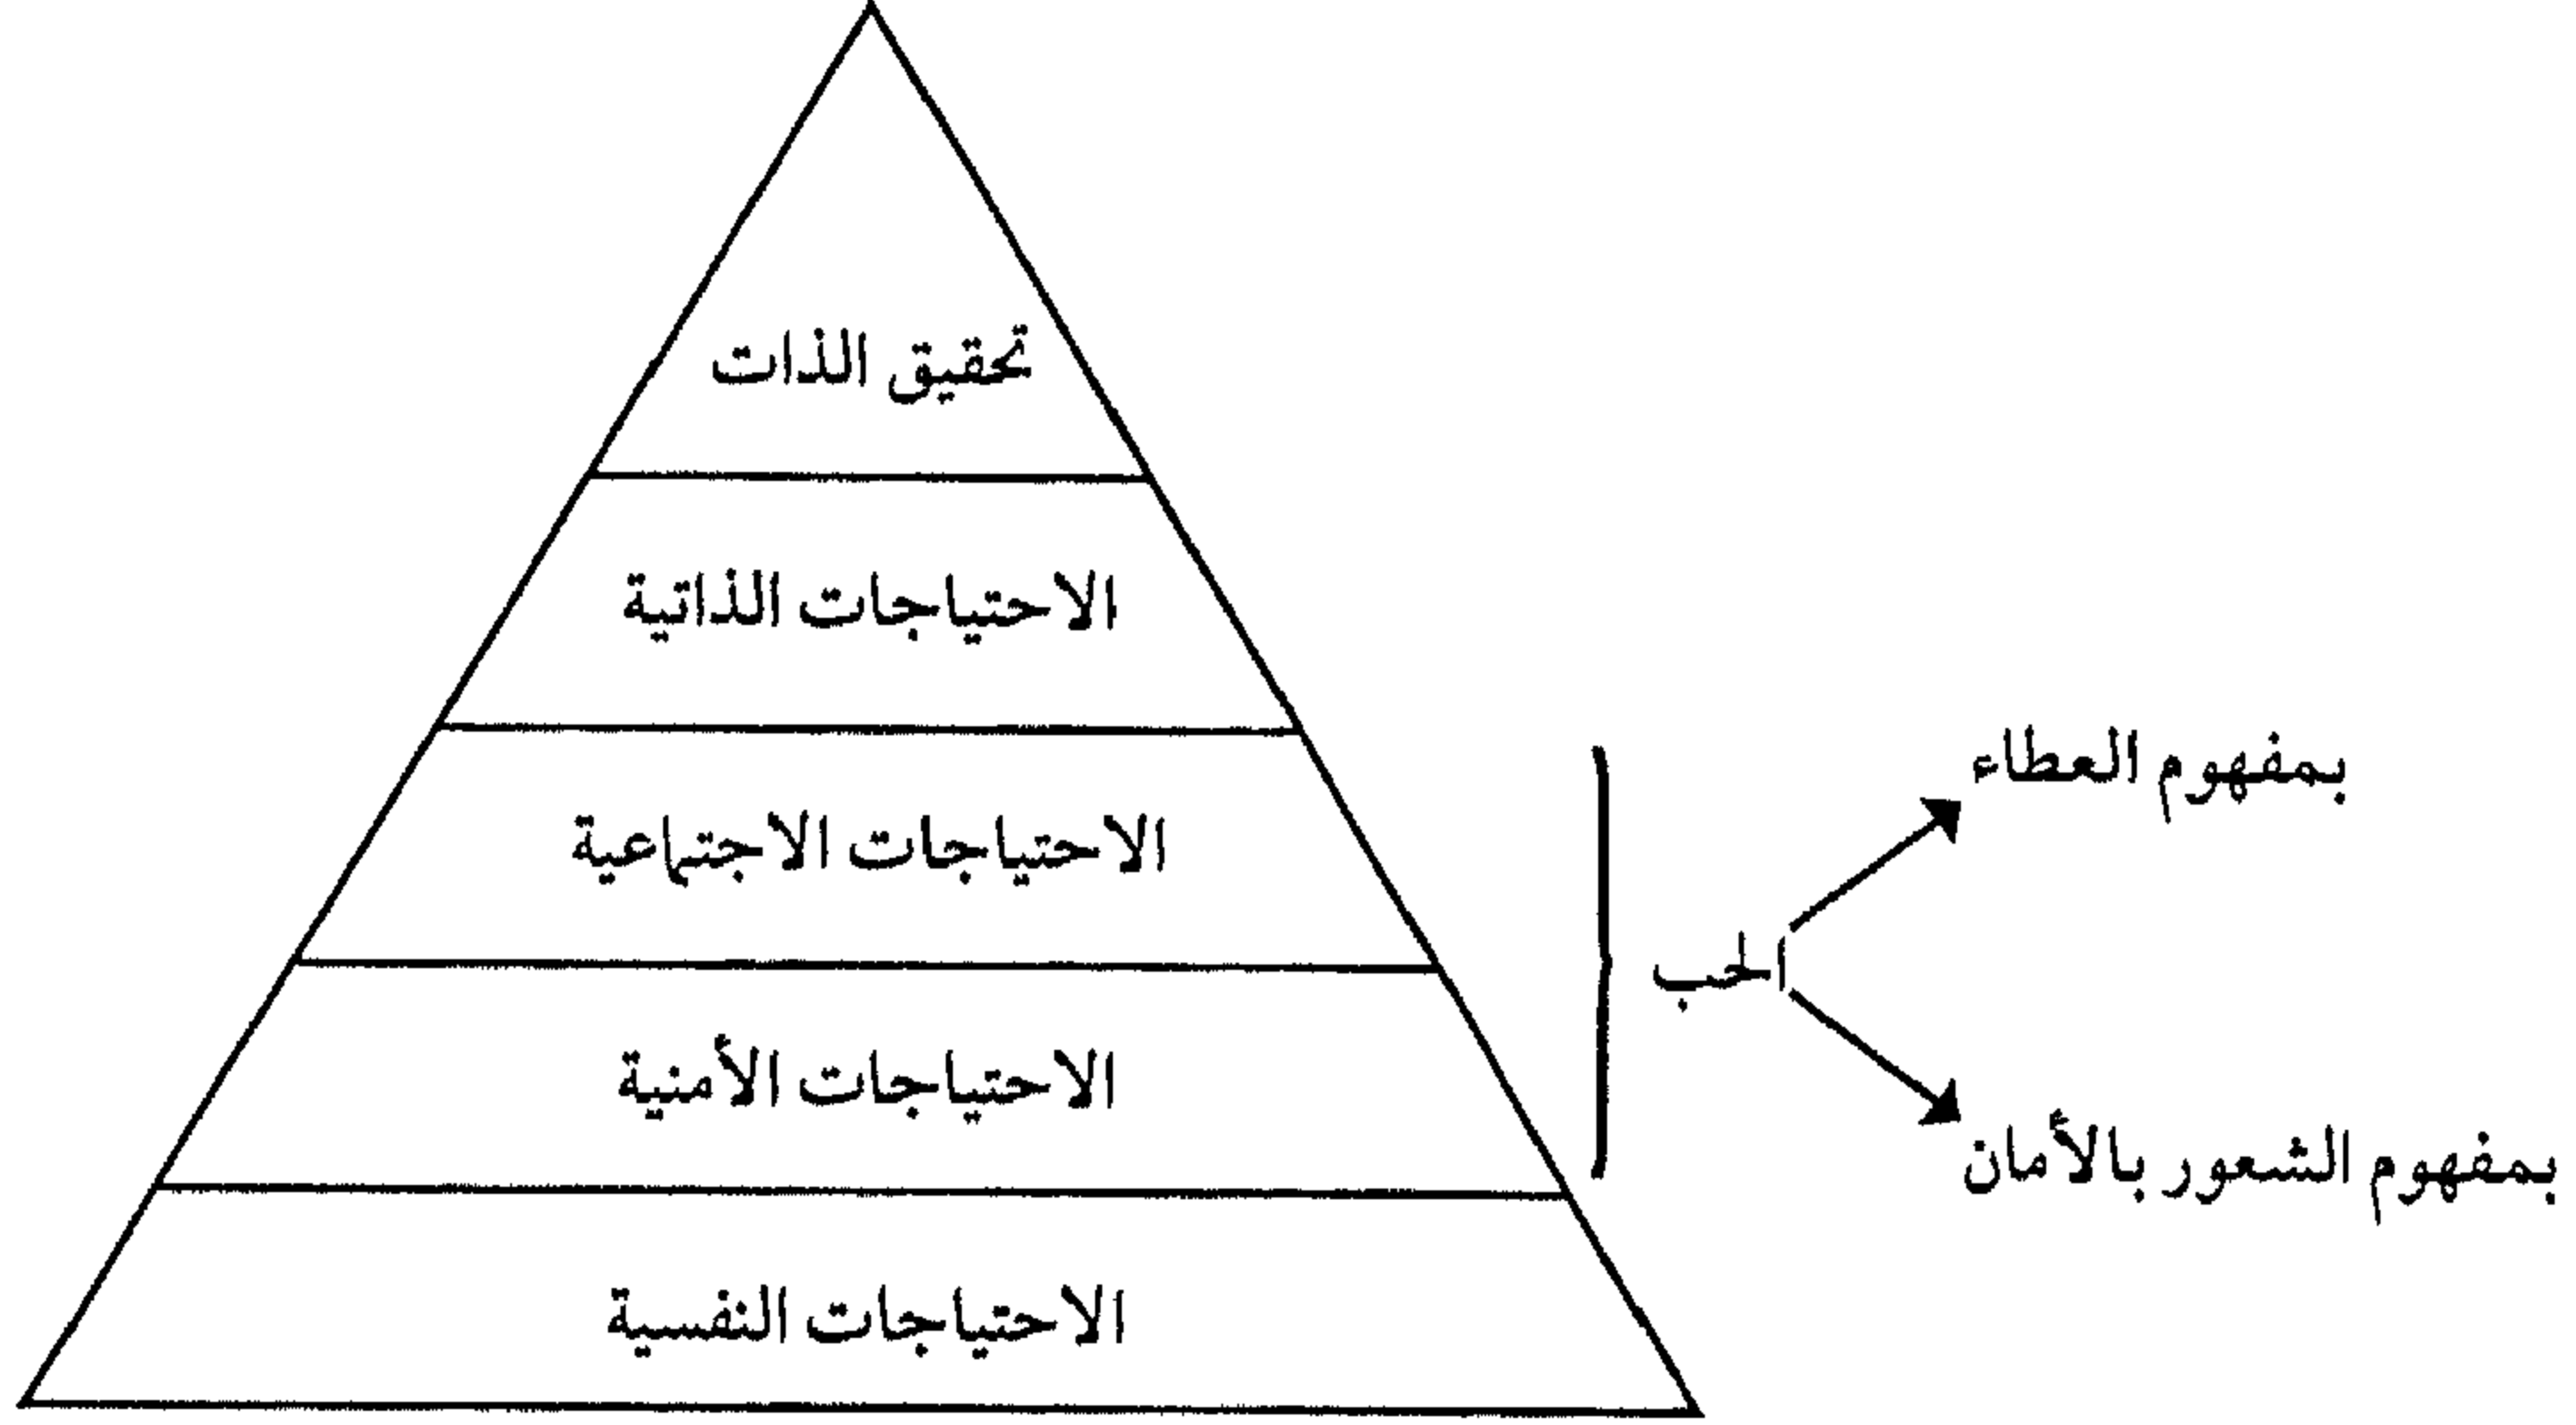 تحقيق الذات
الاحتياجات الذاتية
الاحتياجات الاجتماعية
الاحتياجات الأمنية
الاحتياجات النفسية
الحب
بمفهوم العطاء
بمفهوم الشعور بالأمان